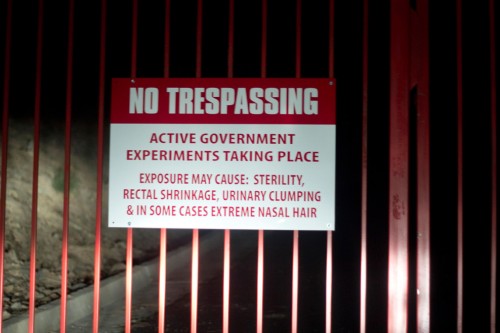 NO TRESPASSING
ACTIVE GOVERNMENT
EXPERIMENTS TAKING PLACE
EXPOSURE MAY CAUSE: STERILITY,
RECTAL SHRINKAGE, URINARY CLUMPING
& IN SOME CASES EXTREME NASAL HAIR